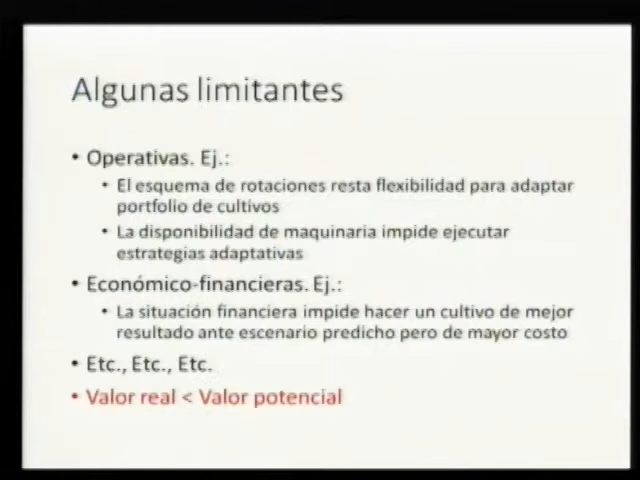 Algunas limitantes
• Operativas. Ej.:
• El esquema de rotaciones resta flexibilidad para adaptar
portfolio de cultivos
• La disponibilidad de maquinaria impide ejecutar
estrategias adaptativas
• Económico-financieras. Ej.:
• La situación financiera impide hacer un cultivo de mejor
resultado ante escenario predicho pero de mayor costo
• Etc., Etc., Etc.
• Valor real < Valor potencial